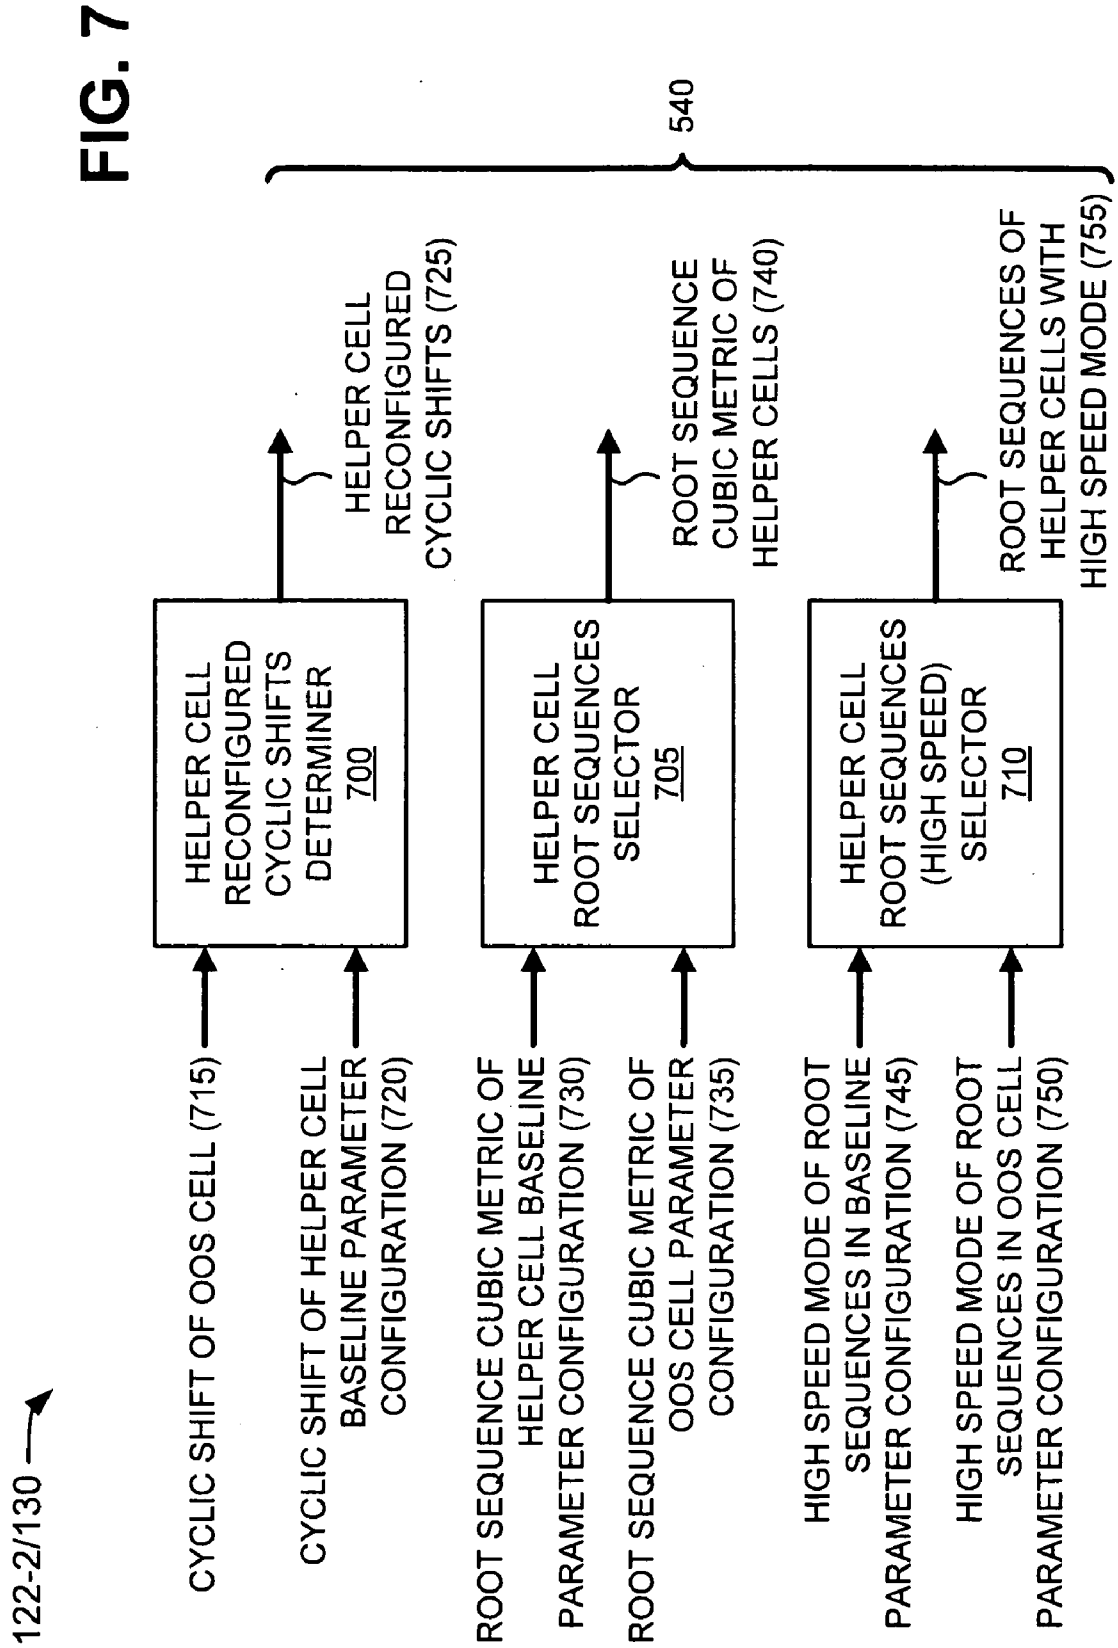 122-2/130
FIG. 7
CYCLIC SHIFT OF OOS CELL (715)
CYCLIC SHIFT OF HELPER CELL
BASELINE PARAMETER
CONFIGURATION (720)
HELPER CELL
RECONFIGURED
CYCLIC SHIFTS
DETERMINER
700
HELPER CELL
RECONFIGURED
CYCLIC SHIFTS (725)
ROOT SEQUENCE CUBIC METRIC OF
HELPER CELL BASELINE
PARAMETER CONFIGURATION (730)
ROOT SEQUENCE CUBIC METRIC OF
OOS CELL PARAMETER
CONFIGURATION (735)
HELPER CELL
ROOT SEQUENCES
SELECTOR
705
ROOT SEQUENCE
CUBIC METRIC OF
HELPER CELLS (740)
540
HIGH SPEED MODE OF ROOT
SEQUENCES IN BASELINE
PARAMETER CONFIGURATION (745)
HIGH SPEED MODE OF ROOT
SEQUENCES IN OOS CELL
PARAMETER CONFIGURATION (750)
HELPER CELL
ROOT SEQUENCES
(HIGH SPEED)
SELECTOR
710
ROOT SEQUENCES OF
HELPER CELLS WITH
HIGH SPEED MODE (755)